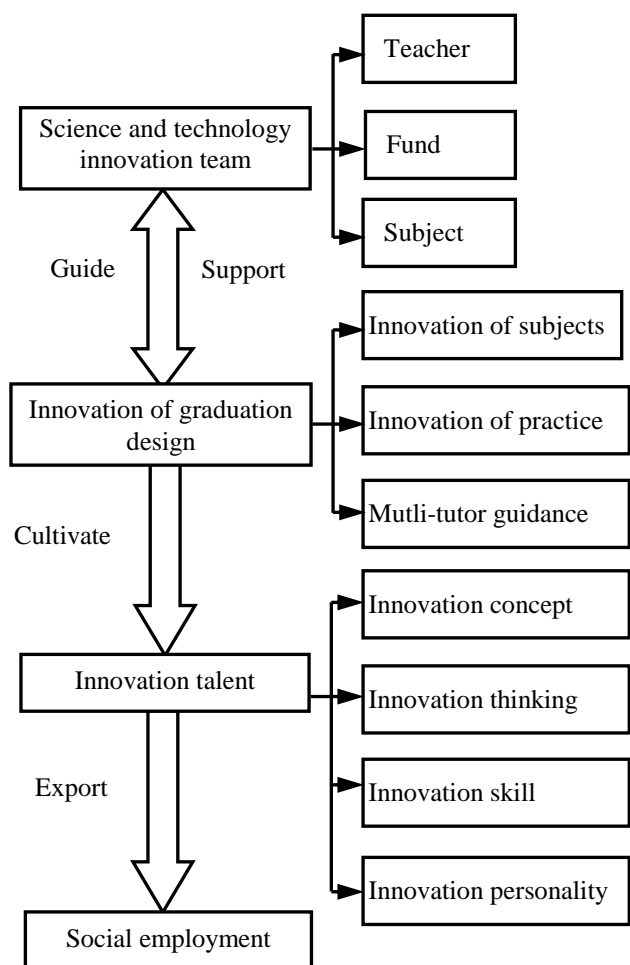 Teacher
Science and technology
innovation team
Fund
Subject
Guide
Support
Innovation of subjects
Innovation of graduation
design
Innovation of practice
Mutli-tutor guidance
Cultivate
Innovation concept
Innovation talent
Innovation thinking
Export
Innovation skill
Innovation personality
Social employment